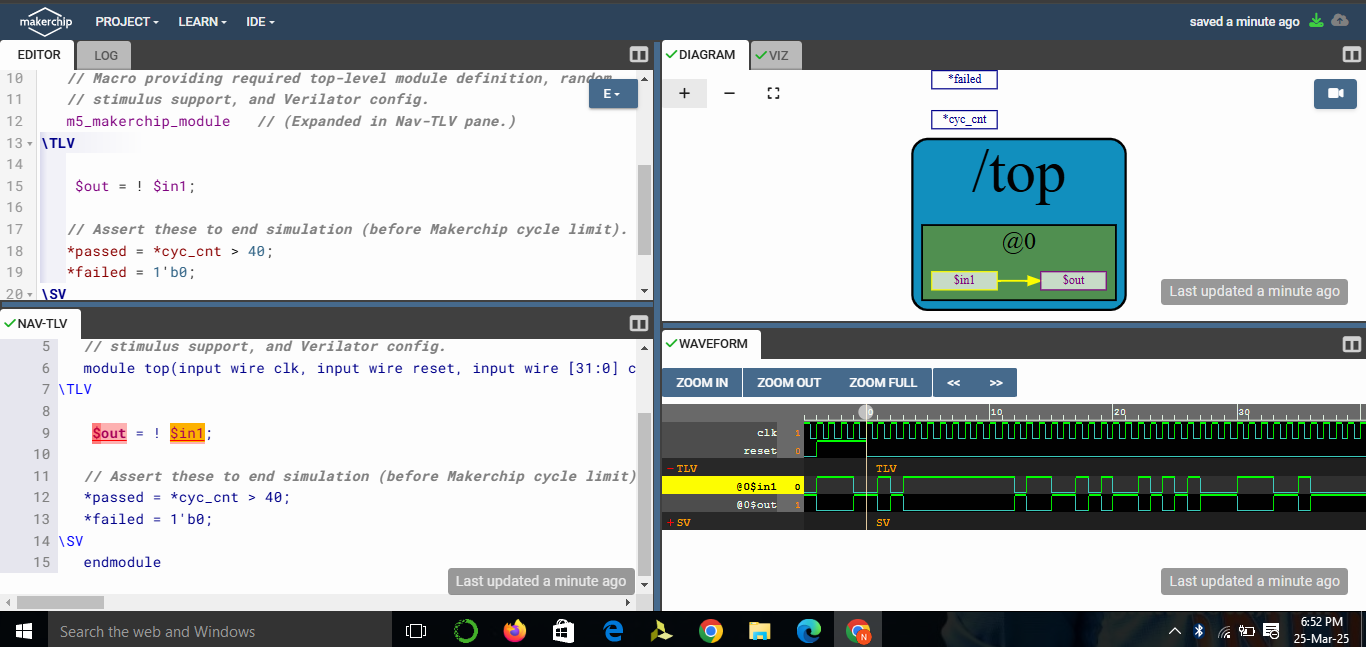 makerchip PROJECT LEARN IDE saved a minute ago
EDITOR LOG
10 // Macro providing required top-level module definition, random
11 // stimulus support, and Verilator config.
E
12 m5_makerchip_module // (Expanded in Nav-TLV pane.)
13 \TLV
14
15 $out = ! $in1;
16
17 // Assert these to end simulation (before Makerchip cycle limit).
18 *passed = *cyc_cnt > 40;
19 *failed = 1'b0;
20 \SV
NAV-TLV
5 // stimulus support, and Verilator config.
6 module top(input wire clk, input wire reset, input wire [31:0] c
7 \TLV
8
9 $out = ! $in1;
10
11 // Assert these to end simulation (before Makerchip cycle limit)
12 *passed = *cyc_cnt > 40;
13 *failed = 1'b0;
14 \SV
15 endmodule
Last updated a minute ago
DIAGRAM VIZ
+ −
*failed
*cyc_cnt
/top
@0
$in1 $out
Last updated a minute ago
WAVEFORM
ZOOM IN ZOOM OUT ZOOM FULL << >>
0 10 20 30
clk 1
reset 0
-TLV TLV
@0$in1 0
@0$out 1
+SV SV
Last updated a minute ago
Search the web and Windows
N
6:52 PM
25-Mar-25